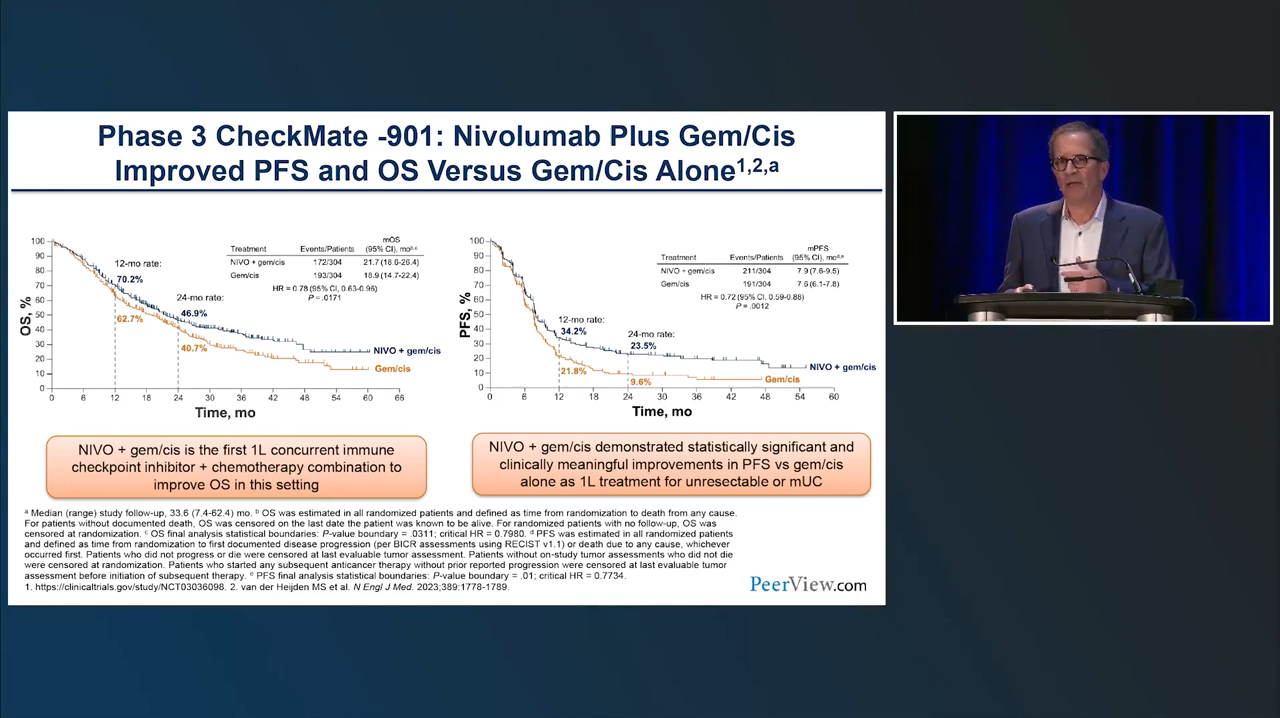 Phase 3 CheckMate -901: Nivolumab Plus Gem/Cis
Improved PFS and OS Versus Gem/Cis Alone1,2,a
OS, %
100
90
80
70
60
50
40
30
20
10
0
0 6 12 18 24 30 36 42 48 54 60 66
Time, mo
12-mo rate:
70.2%
62.7%
24-mo rate:
46.9%
40.7%
mOS
Treatment Events/Patients (95% CI), mob,c
NIVO + gem/cis 172/304 21.7 (18.6-26.4)
Gem/cis 193/304 18.9 (14.7-22.4)
HR = 0.78 (95% CI, 0.63-0.96)
P = .0171
NIVO + gem/cis
Gem/cis
PFS, %
100
90
80
70
60
50
40
30
20
10
0
0 6 12 18 24 30 36 42 48 54 60
Time, mo
12-mo rate:
34.2%
21.8%
24-mo rate:
23.5%
9.6%
mPFS
Treatment Events/Patients (95% CI), mod,e
NIVO + gem/cis 211/304 7.9 (7.6-9.5)
Gem/cis 191/304 7.6 (6.1-7.8)
HR = 0.72 (95% CI, 0.59-0.88)
P = .0012
NIVO + gem/cis
Gem/cis
NIVO + gem/cis is the first 1L concurrent immune
checkpoint inhibitor + chemotherapy combination to
improve OS in this setting
NIVO + gem/cis demonstrated statistically significant and
clinically meaningful improvements in PFS vs gem/cis
alone as 1L treatment for unresectable or mUC
a Median (range) study follow-up, 33.6 (7.4-62.4) mo. b OS was estimated in all randomized patients and defined as time from randomization to death from any cause.
For patients without documented death, OS was censored on the last date the patient was known to be alive. For randomized patients with no follow-up, OS was
censored at randomization. c OS final analysis statistical boundaries: P-value boundary = .0311; critical HR = 0.7980. d PFS was estimated in all randomized patients
and defined as time from randomization to first documented disease progression (per BICR assessments using RECIST v1.1) or death due to any cause, whichever
occurred first. Patients who did not progress or die were censored at last evaluable tumor assessment. Patients without on-study tumor assessments who did not die
were censored at randomization. Patients who started any subsequent anticancer therapy without prior reported progression were censored at last evaluable tumor
assessment before initiation of subsequent therapy. e PFS final analysis statistical boundaries: P-value boundary = .01; critical HR = 0.7734.
1. https://clinicaltrials.gov/study/NCT03036098. 2. van der Heijden MS et al. N Engl J Med. 2023;389:1778-1789.
PeerView.com